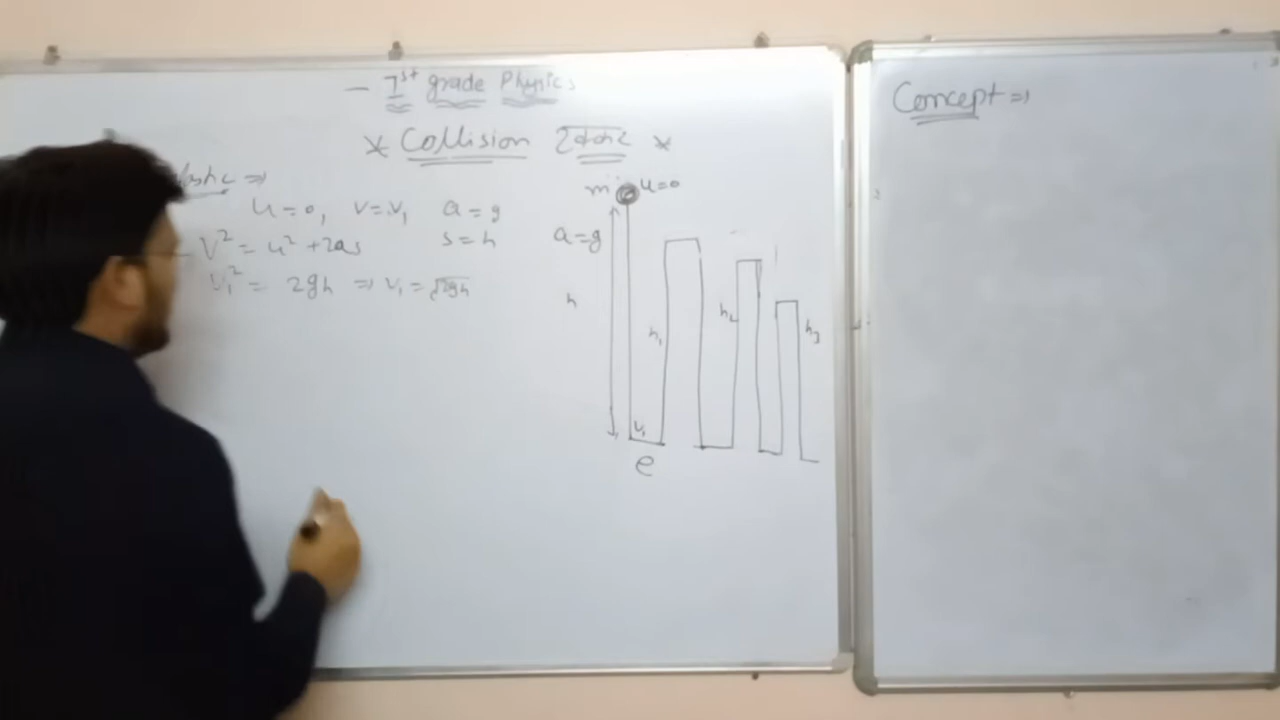 - 1st grade Physics
* Collision टक्कर *
=>
u=0, v=v₁ a=g
v² = u² + 2as s=h
v₁² = 2gh => v₁ = √2gh
m u=0
a=g
h
h₁ h₂ h₃
v₁
e
Concept =>